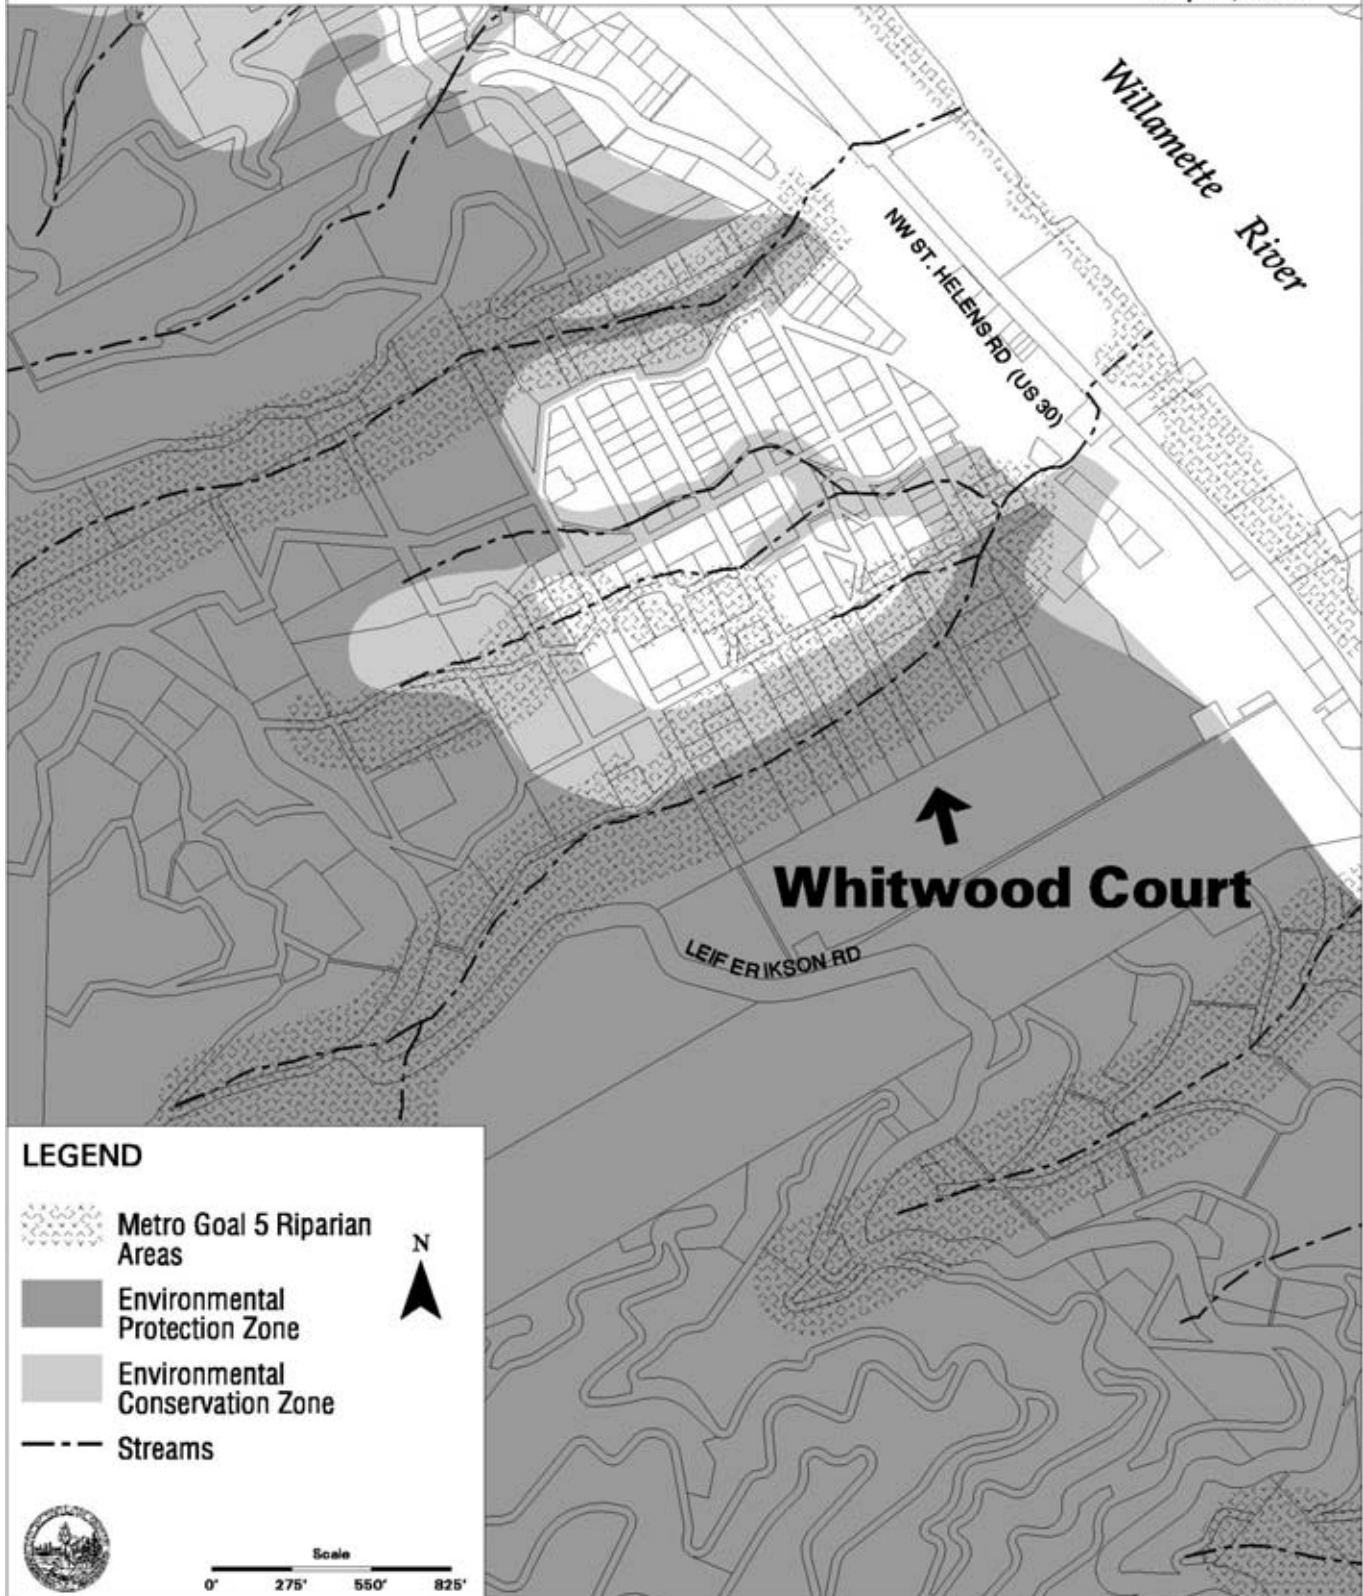 Willamette
River
NW ST. HELENS RD (US 30)
Whitwood Court
LEIF ERIKSON RD
LEGEND
Metro Goal 5 Riparian
Areas
Environmental
Protection Zone
Environmental
Conservation Zone
Streams
N
Scale
0' 275' 550' 825'